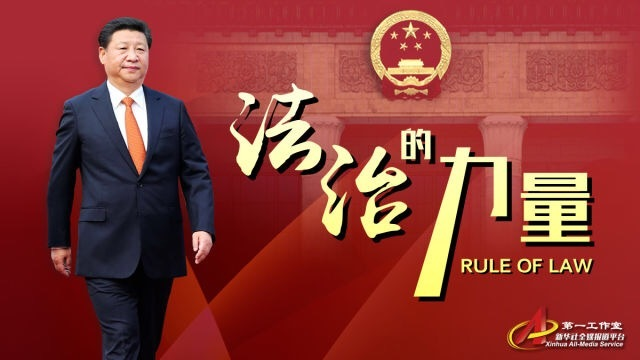 法治的力量
RULE OF LAW
第一工作室
新华社全媒报道平台
Xinhua All-Media Service